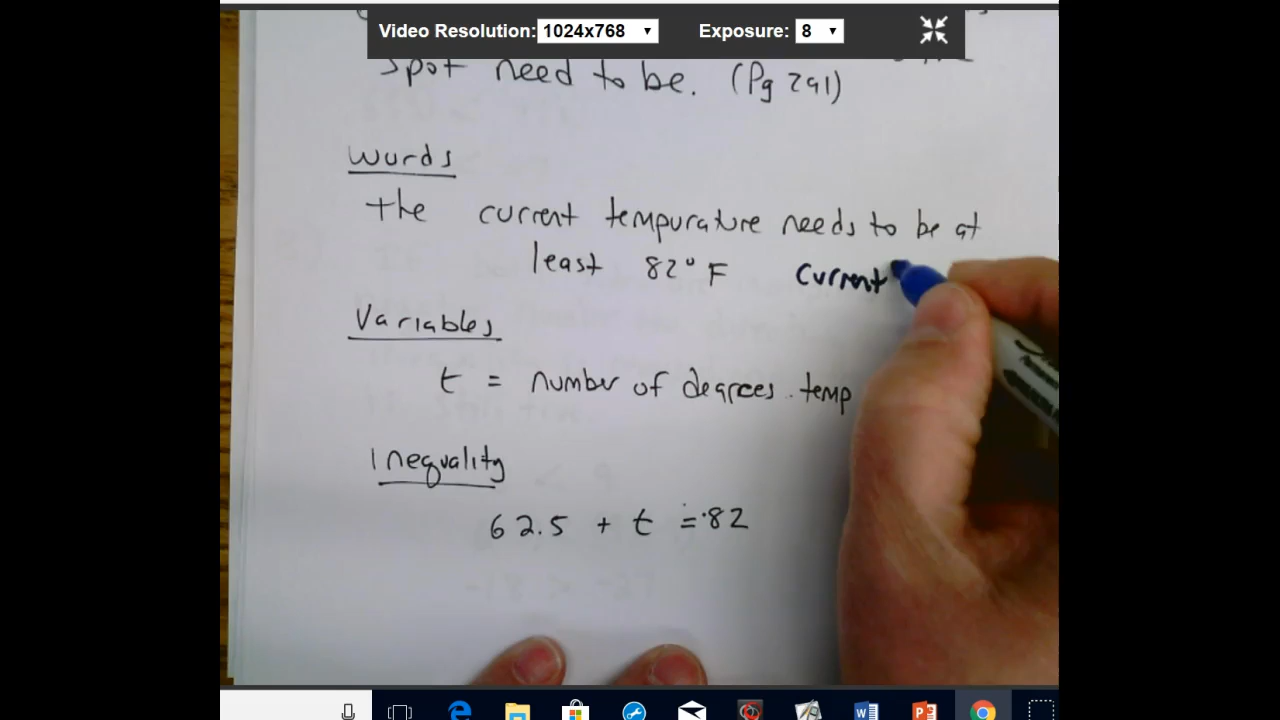 Video Resolution: 1024x768 Exposure: 8
spot need to be. (Pg 291)
Words
The current tempurature needs to be at
least 82° F current
Variables
t = number of degrees temp
Inequality
62.5 + t = 82